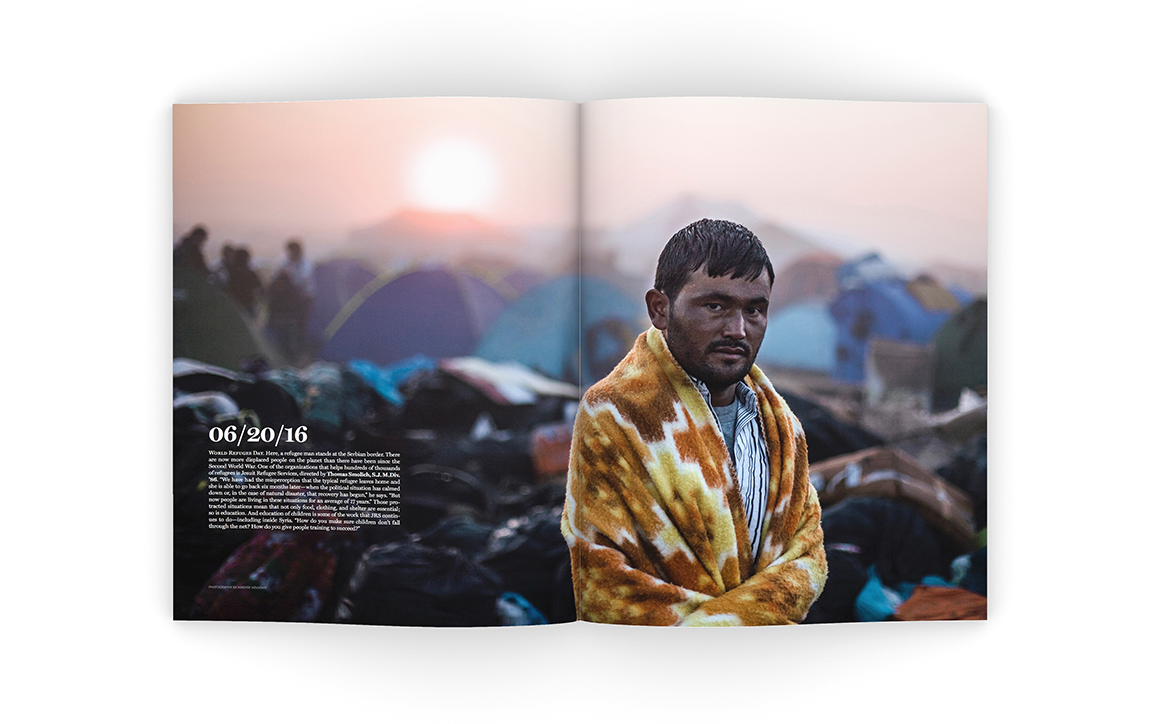 06/20/16
World Refugee Day. Here, a refugee man stands at the Serbian border. There
are now more displaced people on the planet than there have been since the
Second World War. One of the organizations that helps hundreds of thousands
of refugees is Jesuit Refugee Services, directed by Thomas Smolich, S.J. M.Div.
'86. "We have had the misperception that the typical refugee leaves home and
she is able to go back six months later—when the political situation has calmed
down or, in the case of natural disaster, that recovery has begun," he says. "But
now people are living in these situations for an average of 17 years." Those pro-
tracted situations mean that not only food, clothing, and shelter are essential;
so is education. And education of children is some of the work that JRS contin-
ues to do—including inside Syria. "How do you make sure children don't fall
through the net? How do you give people training to succeed?"
PHOTOGRAPHY BY